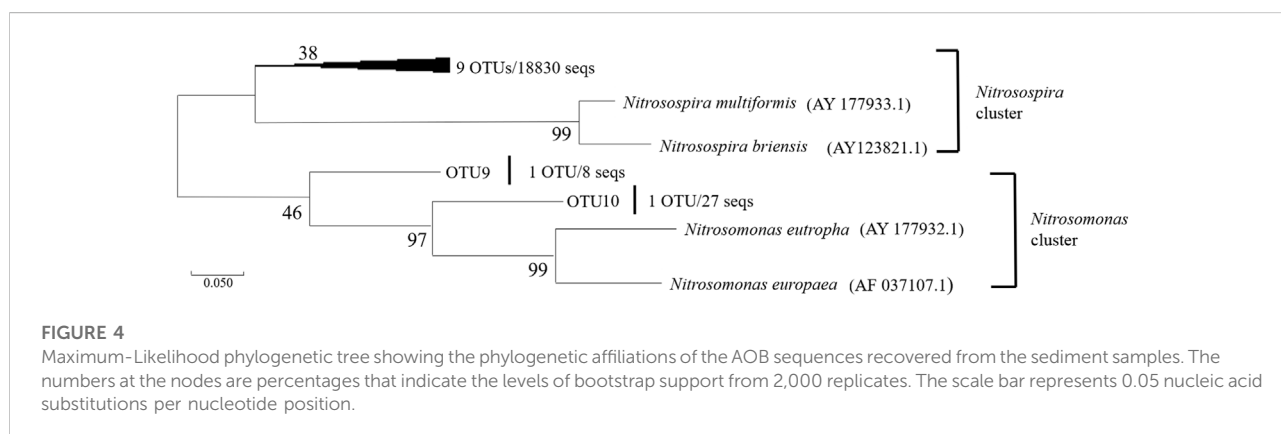 38
9 OTUs/18830 seqs
Nitrosospira multiformis (AY 177933.1)
Nitrosospira
cluster
99
Nitrosospira briensis (AY123821.1)
OTU9 1 OTU/8 seqs
46
OTU10 1 OTU/27 seqs
97
Nitrosomonas eutropha (AY 177932.1)
Nitrosomonas
cluster
99
Nitrosomonas europaea (AF 037107.1)
0.050
FIGURE 4
Maximum-Likelihood phylogenetic tree showing the phylogenetic affiliations of the AOB sequences recovered from the sediment samples. The
numbers at the nodes are percentages that indicate the levels of bootstrap support from 2,000 replicates. The scale bar represents 0.05 nucleic acid
substitutions per nucleotide position.